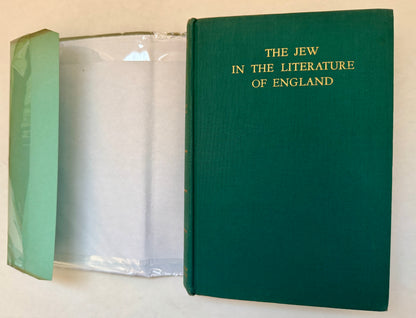 THE JEW
IN THE LITERATURE
OF ENGLAND